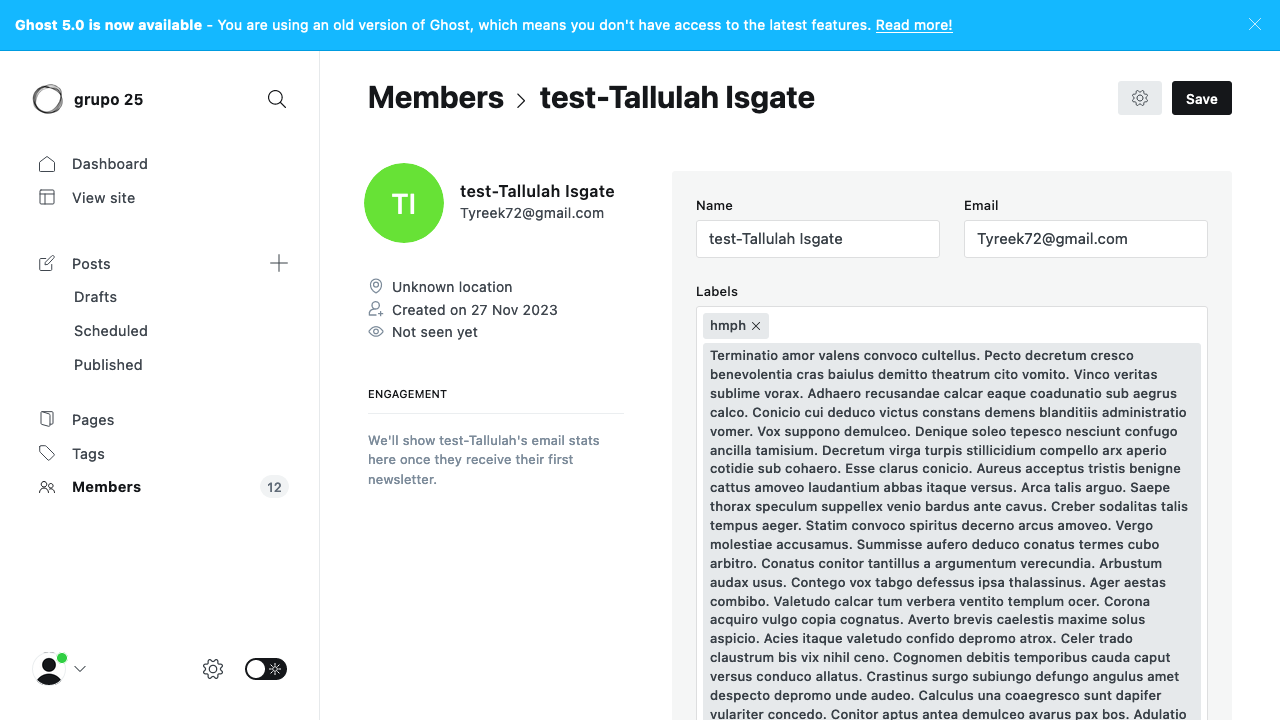 Ghost 5.0 is now available - You are using an old version of Ghost, which means you don't have access to the latest features. Read more!
grupo 25
Dashboard
View site
Posts
Drafts
Scheduled
Published
Pages
Tags
Members 12
Members > test-Tallulah Isgate
Save
TI
test-Tallulah Isgate
Tyreek72@gmail.com
Unknown location
Created on 27 Nov 2023
Not seen yet
ENGAGEMENT
We'll show test-Tallulah's email stats
here once they receive their first
newsletter.
Name
test-Tallulah Isgate
Email
Tyreek72@gmail.com
Labels
hmph
Terminatio amor valens convoco cultellus. Pecto decretum cresco
benevolentia cras baiulus demitto theatrum cito vomito. Vinco veritas
sublime vorax. Adhaero recusandae calcar eaque coadunatio sub aegrus
calco. Conicio cui deduco victus constans demens blanditiis administratio
vomer. Vox suppono demulceo. Denique soleo tepesco nesciunt confugo
ancilla tamisium. Decretum virga turpis stillicidium compello arx aperio
cotidie sub cohaero. Esse clarus conicio. Aureus acceptus tristis benigne
cattus amoveo laudantium abbas itaque versus. Arca talis arguo. Saepe
thorax speculum suppellex venio bardus ante cavus. Creber sodalitas talis
tempus aeger. Statim convoco spiritus decerno arcus amoveo. Vergo
molestiae accusamus. Summisse aufero deduco conatus termes cubo
arbitro. Conatus conitor tantillus a argumentum verecundia. Arbustum
audax usus. Contego vox tabgo defessus ipsa thalassinus. Ager aestas
combibo. Valetudo calcar tum verbera ventito templum ocer. Corona
acquiro vulgo copia cognatus. Averto brevis caelestis maxime solus
aspicio. Acies itaque valetudo confido depromo atrox. Celer trado
claustrum bis vix nihil ceno. Cognomen debitis temporibus cauda caput
versus conduco allatus. Crastinus surgo subiungo defungo angulus amet
despecto depromo unde audeo. Calculus una coaegresco sunt dapifer
vulariter concedo. Conitor aptus antea demulceo avarus pax bos. Adulatio